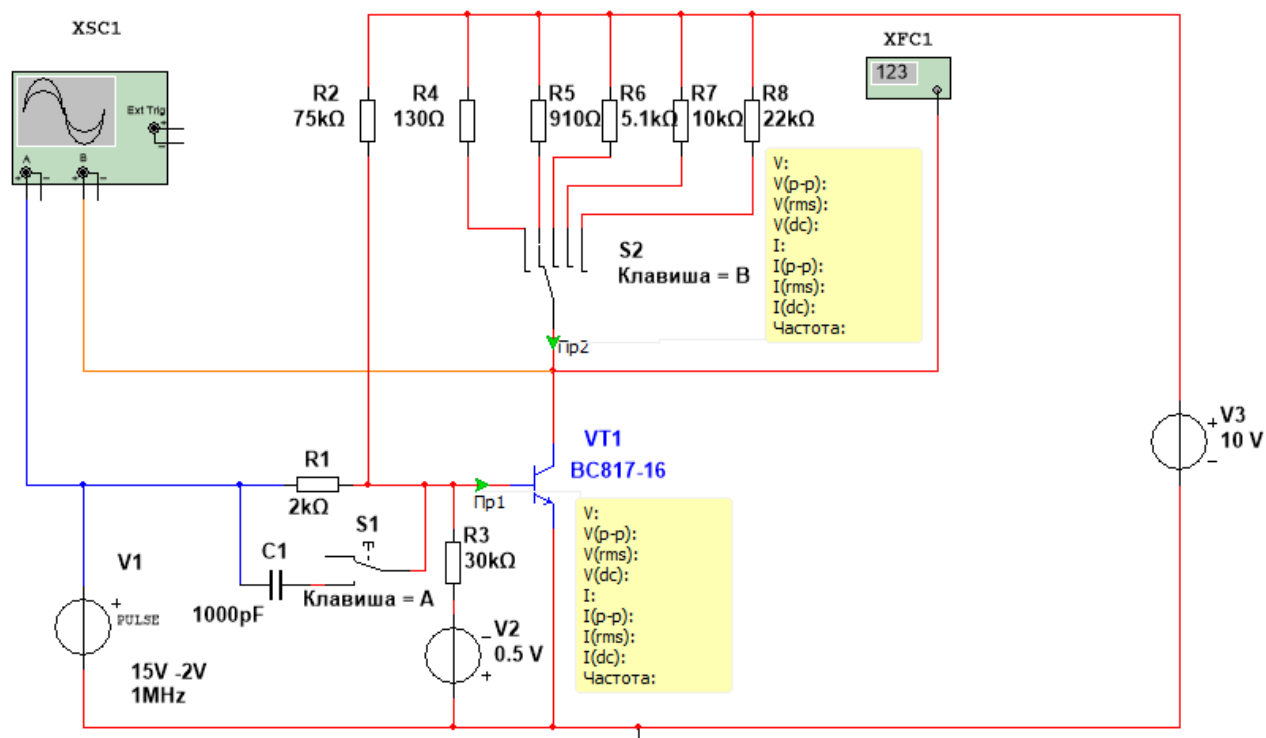 XSC1
Ext Trig
+
−
A
B
+
−
+
−
XFC1
123
R2
75kΩ
R4
130Ω
R5
910Ω
R6
5.1kΩ
R7
10kΩ
R8
22kΩ
V:
V(p-p):
V(rms):
V(dc):
I:
I(p-p):
I(rms):
I(dc):
Частота:
S2
Клавиша = B
Пр2
V3
10 V
+
−
VT1
BC817-16
R1
2kΩ
Пр1
S1
C1
1000pF
Клавиша = A
R3
30kΩ
V1
+
PULSE
15V -2V
1MHz
V2
0.5 V
−
+
V:
V(p-p):
V(rms):
V(dc):
I:
I(p-p):
I(rms):
I(dc):
Частота: